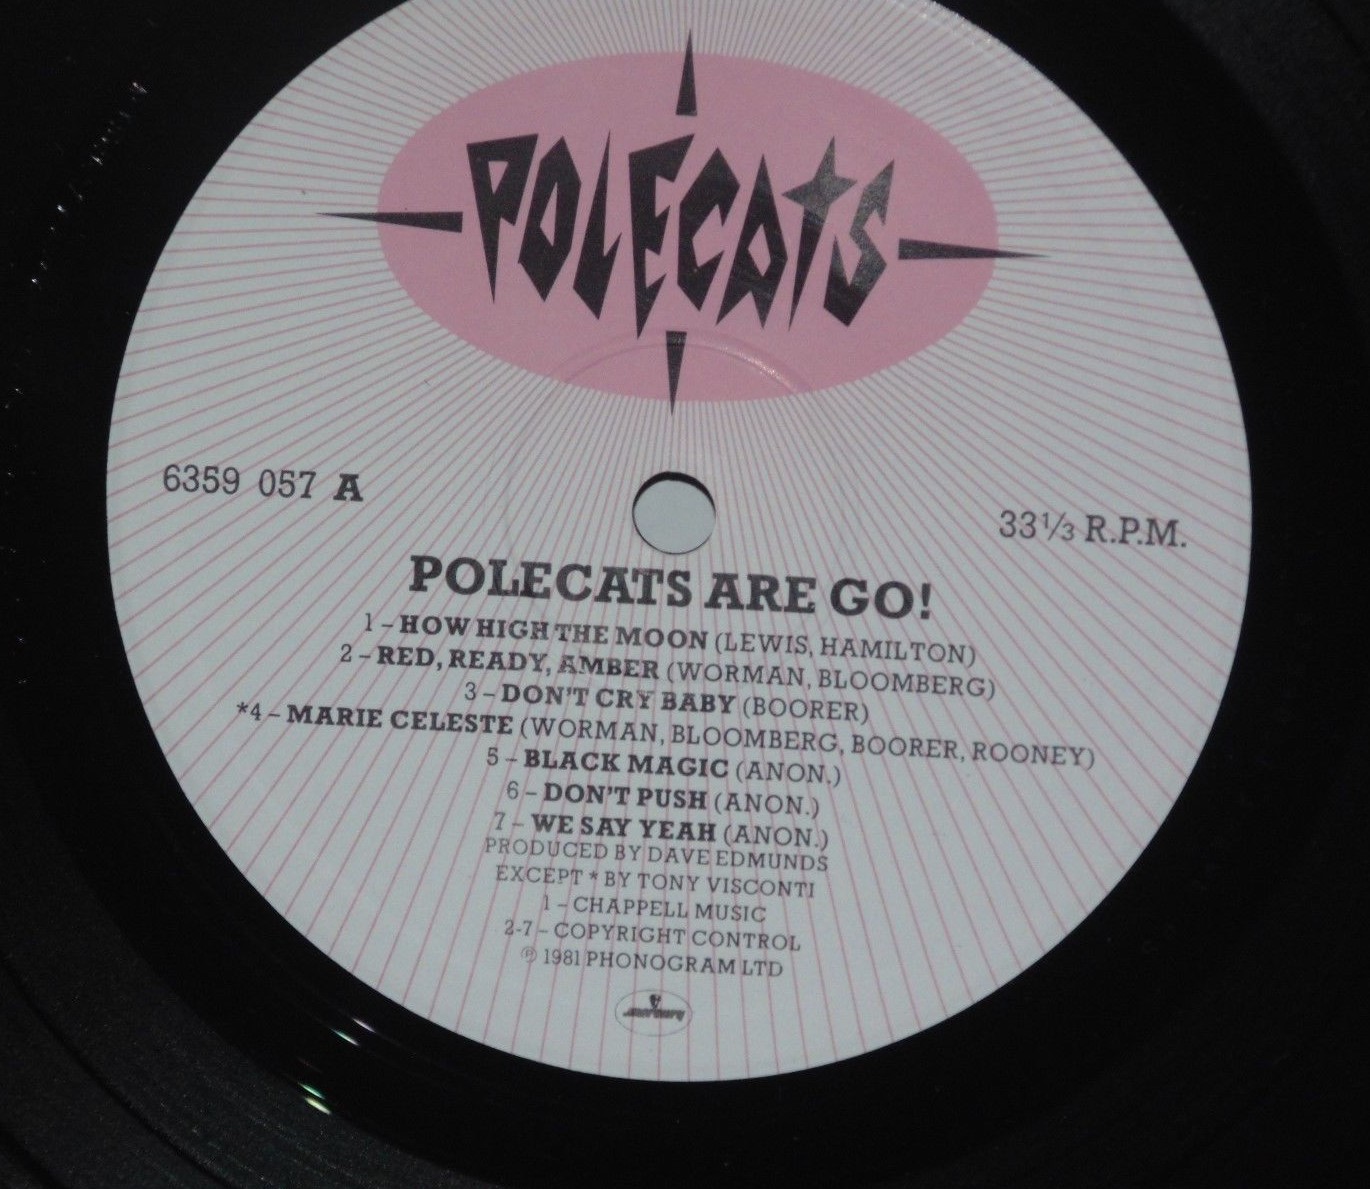 POLECATS
6359 057 A
33⅓ R.P.M.
POLECATS ARE GO!
1 – HOW HIGH THE MOON (LEWIS, HAMILTON)
2 – RED, READY, AMBER (WORMAN, BLOOMBERG)
3 – DON'T CRY BABY (BOORER)
*4 – MARIE CELESTE (WORMAN, BLOOMBERG, BOORER, ROONEY)
5 – BLACK MAGIC (ANON.)
6 – DON'T PUSH (ANON.)
7 – WE SAY YEAH (ANON.)
PRODUCED BY DAVE EDMUNDS
EXCEPT * BY TONY VISCONTI
1 – CHAPPELL MUSIC
2-7 – COPYRIGHT CONTROL
℗ 1981 PHONOGRAM LTD
mercury